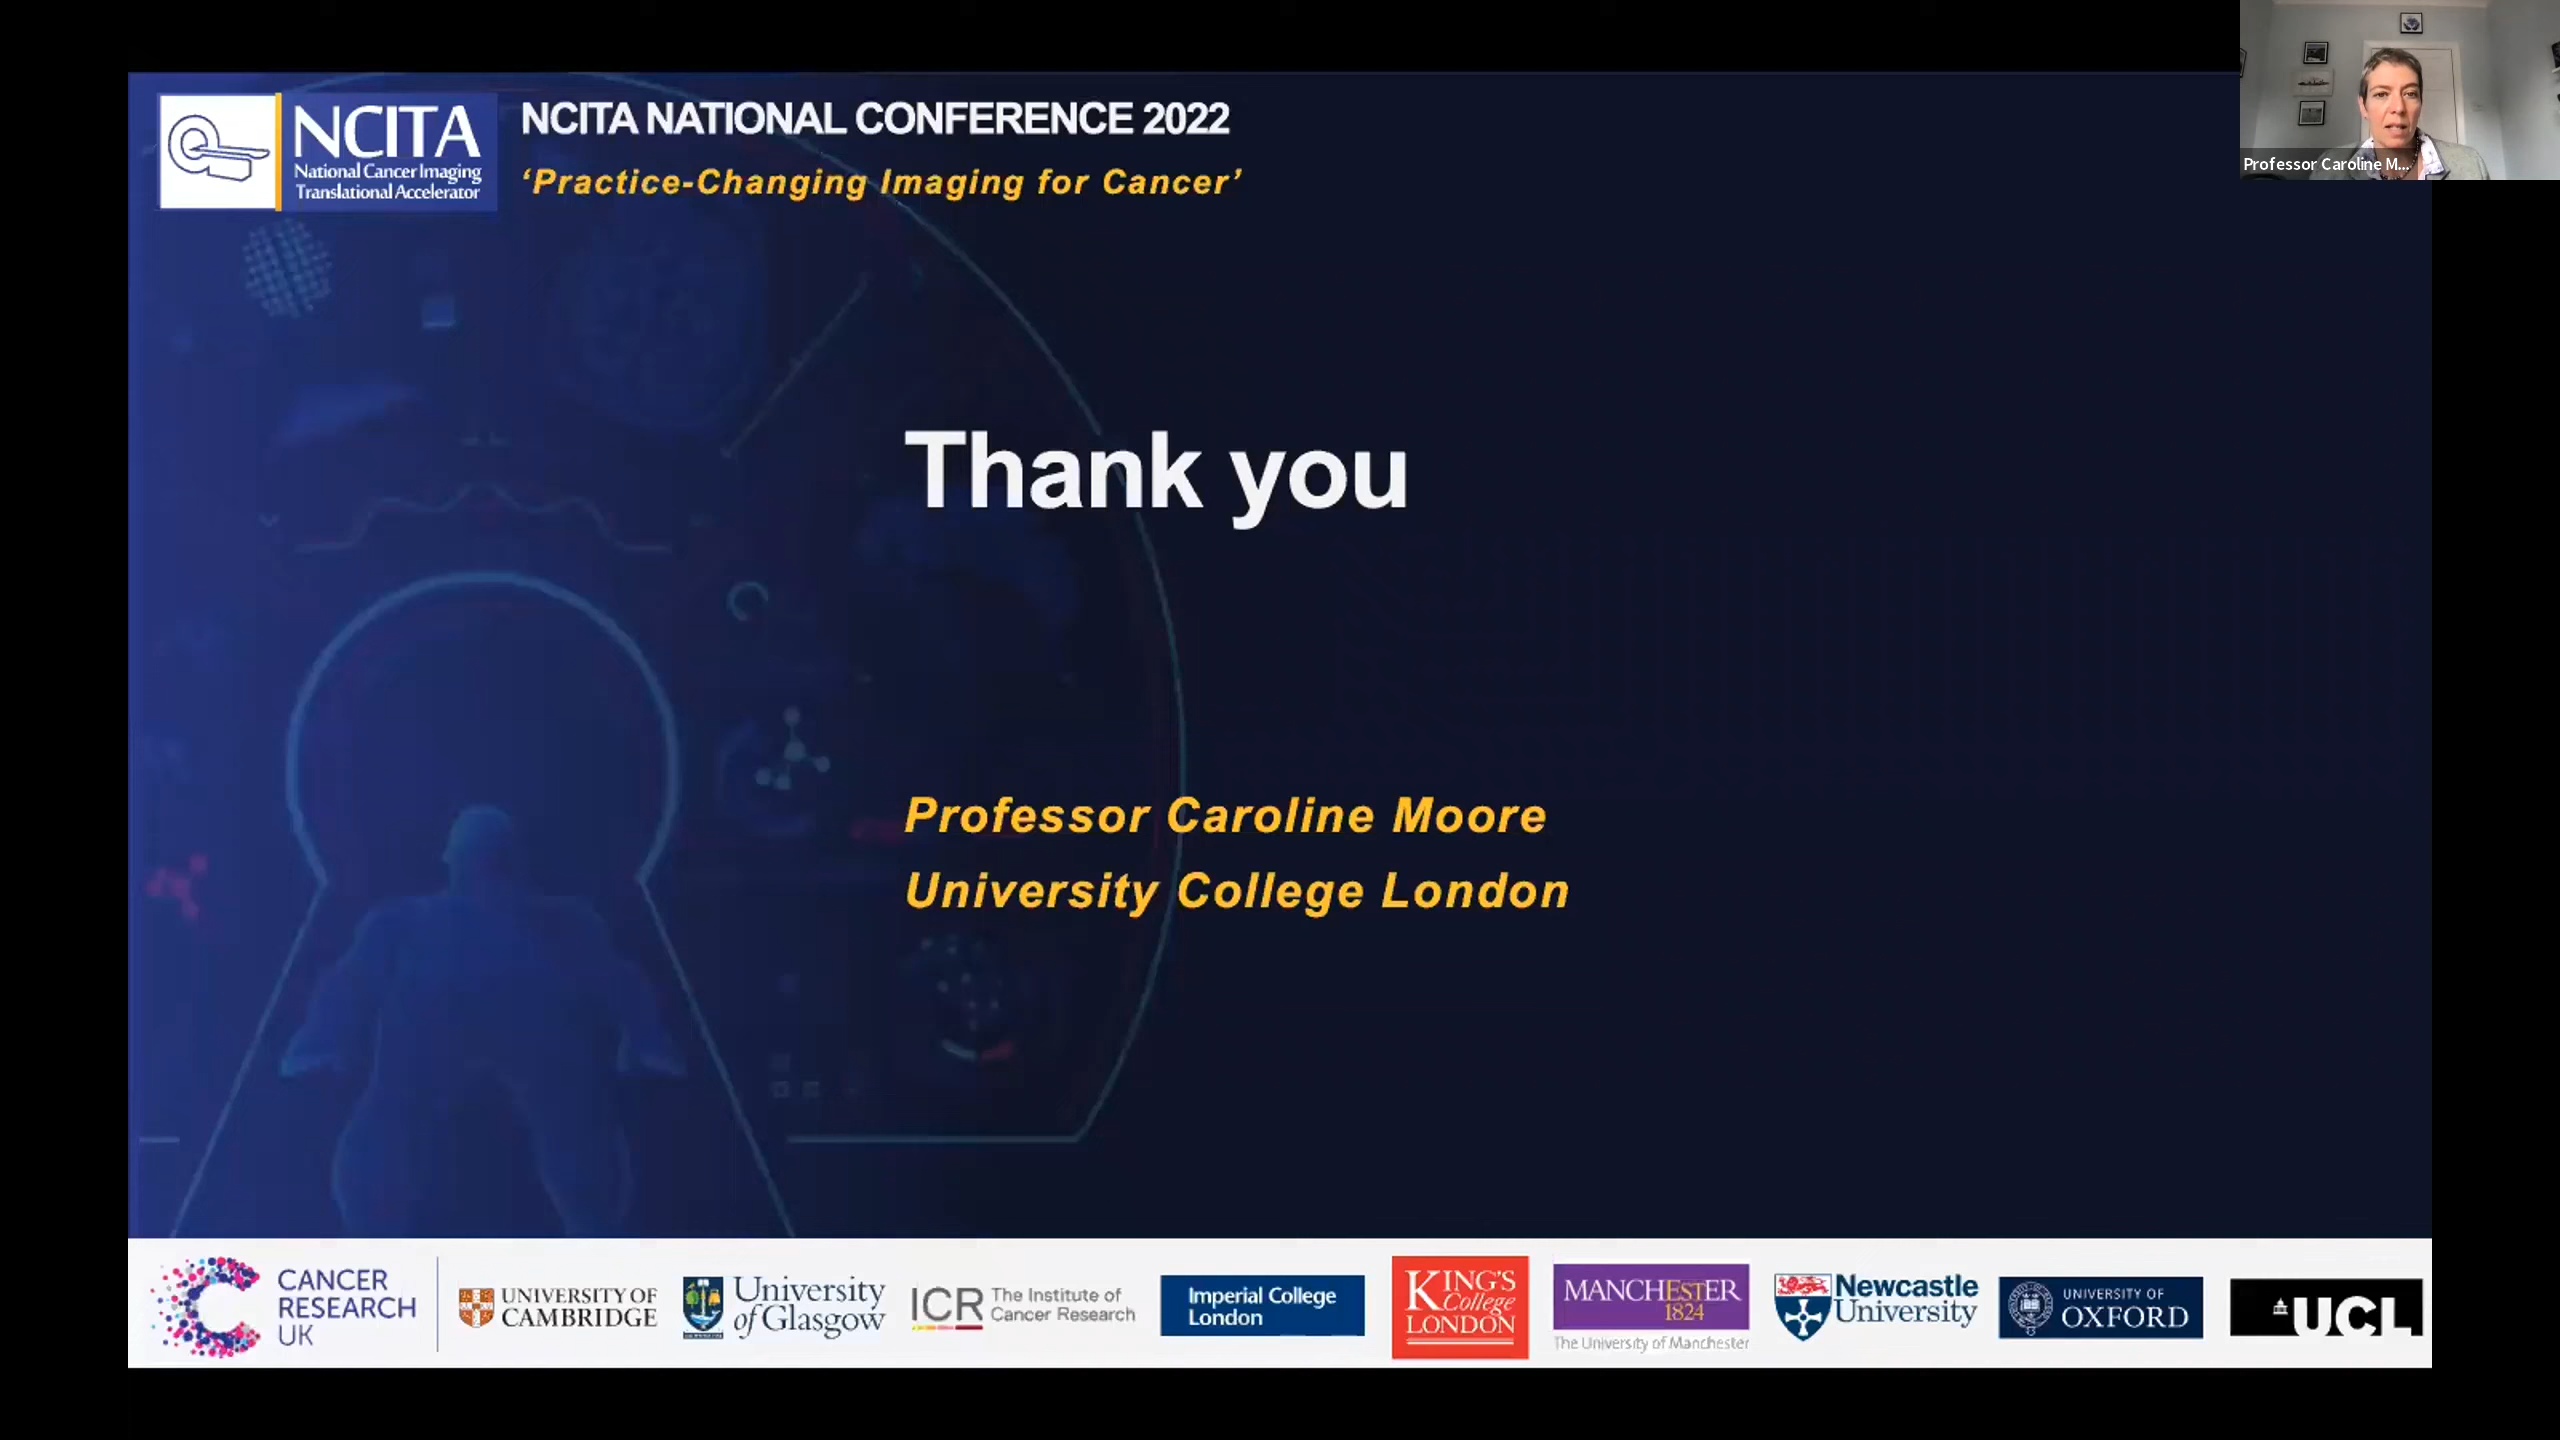 NCITA
National Cancer Imaging
Translational Accelerator
NCITA NATIONAL CONFERENCE 2022
‘Practice-Changing Imaging for Cancer’
Professor Caroline M...
Thank you
Professor Caroline Moore
University College London
CANCER
RESEARCH
UK
UNIVERSITY OF
CAMBRIDGE
University
of Glasgow
ICR
The Institute of
Cancer Research
Imperial College
London
KING'S
College
LONDON
MANCHESTER
1824
The University of Manchester
Newcastle
University
UNIVERSITY OF
OXFORD
UCL